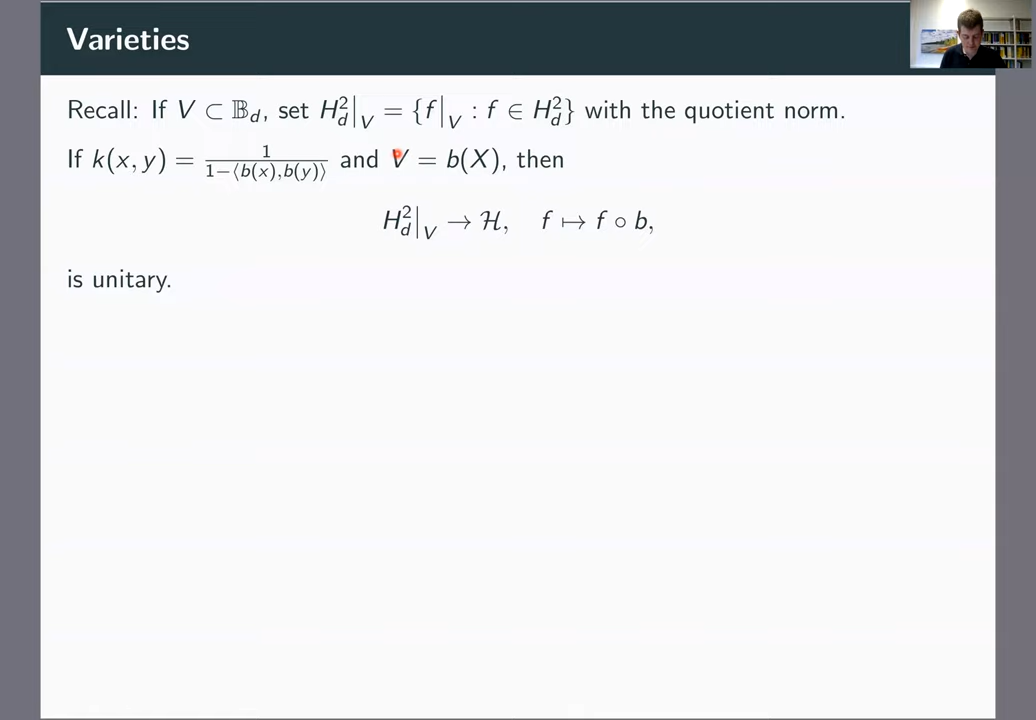 Varieties
Recall: If V ⊂ 𝔹_d, set H²_d|_V = {f|_V : f ∈ H²_d} with the quotient norm.
If k(x, y) = 1/(1−⟨b(x),b(y)⟩) and V = b(X), then
H²_d|_V → ℋ, f ↦ f ∘ b,
is unitary.